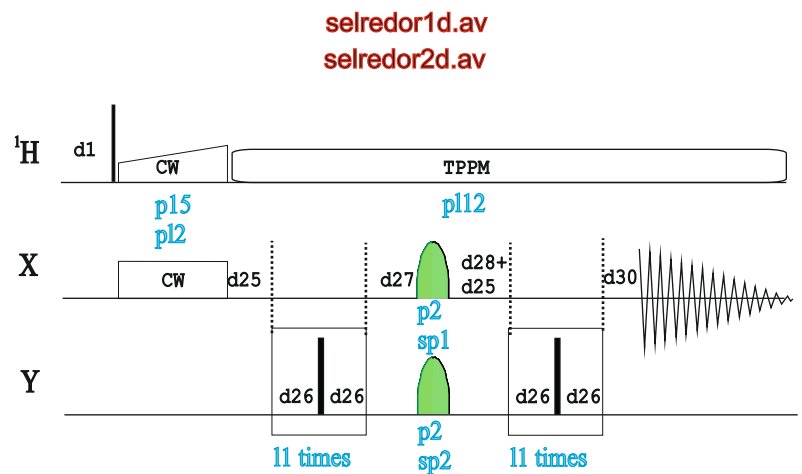 selredor1d.av
selredor2d.av
¹H
d1
CW
TPPM
p15
pl12
pl2
X
CW
d25
d27
d28+
d25
d30
p2
sp1
Y
d26 d26
d26 d26
l1 times
p2
sp2
l1 times